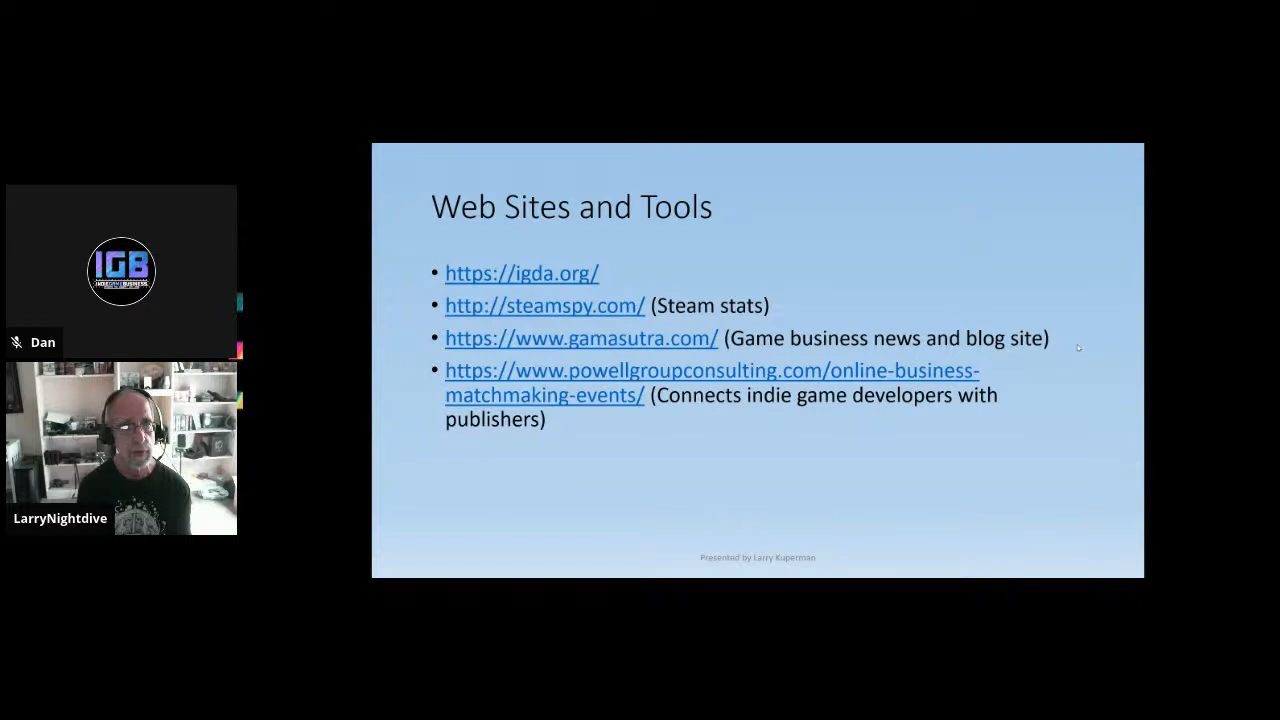 Web Sites and Tools
• https://igda.org/
• http://steamspy.com/ (Steam stats)
• https://www.gamasutra.com/ (Game business news and blog site)
• https://www.powellgroupconsulting.com/online-business-
matchmaking-events/ (Connects indie game developers with
publishers)
Presented by Larry Kuperman
IGB
INDIEGAMEBUSINESS
Dan
LarryNightdive